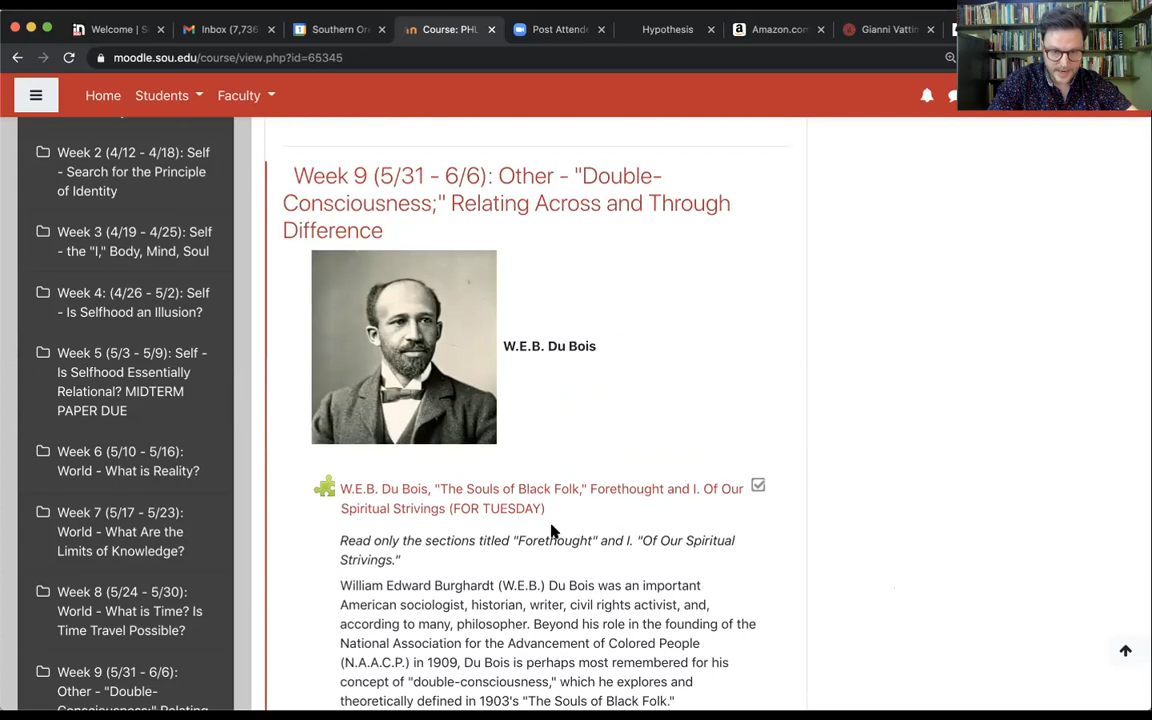 Welcome | S
Inbox (7,736
Southern Ore
Course: PHL
Post Attende
Hypothesis
Amazon.com
Gianni Vattin
moodle.sou.edu/course/view.php?id=65345
Home Students Faculty
Week 2 (4/12 - 4/18): Self
- Search for the Principle
of Identity
Week 3 (4/19 - 4/25): Self
- the "I," Body, Mind, Soul
Week 4: (4/26 - 5/2): Self
- Is Selfhood an Illusion?
Week 5 (5/3 - 5/9): Self -
Is Selfhood Essentially
Relational? MIDTERM
PAPER DUE
Week 6 (5/10 - 5/16):
World - What is Reality?
Week 7 (5/17 - 5/23):
World - What Are the
Limits of Knowledge?
Week 8 (5/24 - 5/30):
World - What is Time? Is
Time Travel Possible?
Week 9 (5/31 - 6/6):
Other - "Double-
Consciousness;" Relating
Week 9 (5/31 - 6/6): Other - "Double-
Consciousness;" Relating Across and Through
Difference
W.E.B. Du Bois
W.E.B. Du Bois, "The Souls of Black Folk," Forethought and I. Of Our
Spiritual Strivings (FOR TUESDAY)
Read only the sections titled "Forethought" and I. "Of Our Spiritual
Strivings."
William Edward Burghardt (W.E.B.) Du Bois was an important
American sociologist, historian, writer, civil rights activist, and,
according to many, philosopher. Beyond his role in the founding of the
National Association for the Advancement of Colored People
(N.A.A.C.P.) in 1909, Du Bois is perhaps most remembered for his
concept of "double-consciousness," which he explores and
theoretically defined in 1903's "The Souls of Black Folk."